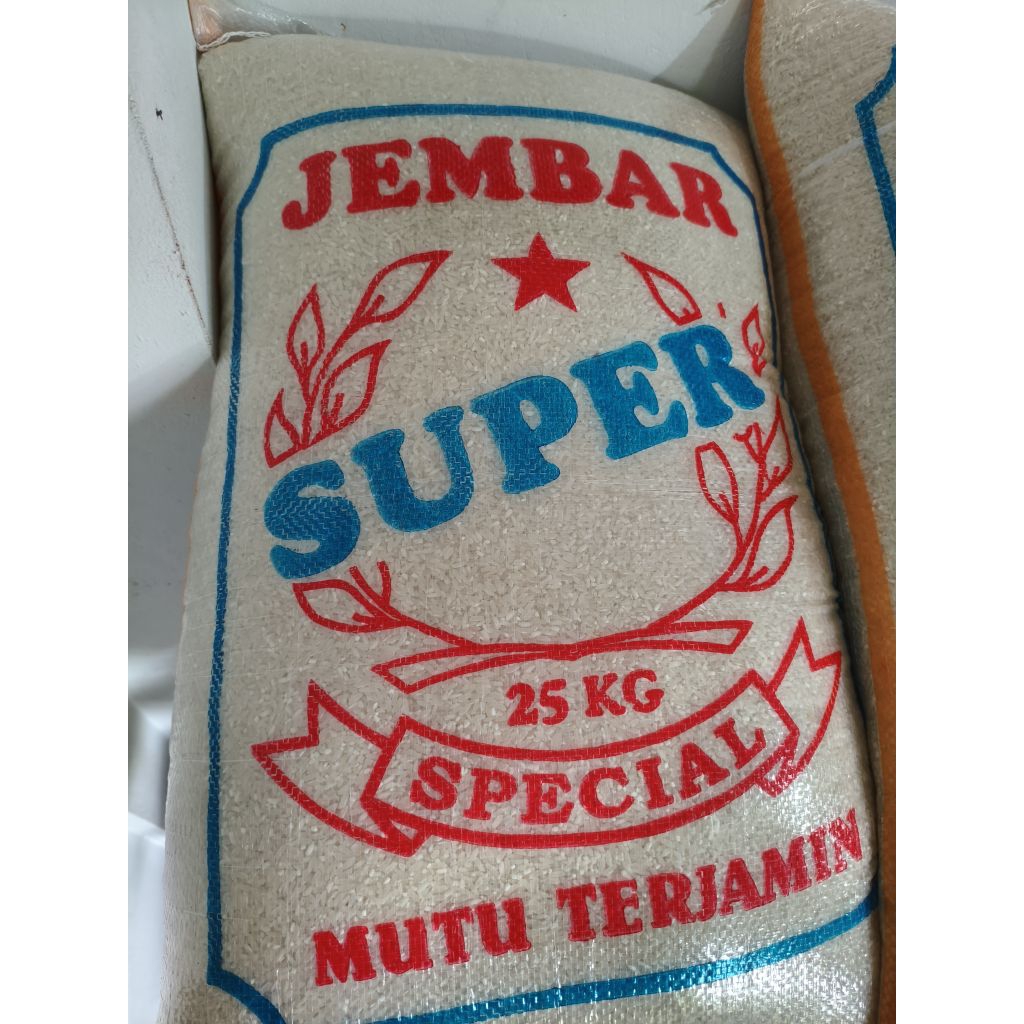 JEMBAR
SUPER
25 KG
SPECIAL
MUTU TERJAMIN